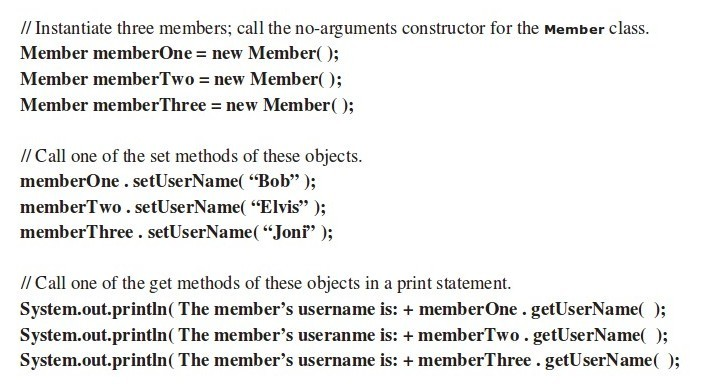 // Instantiate three members; call the no-arguments constructor for the Member class.
Member memberOne = new Member( );
Member memberTwo = new Member( );
Member memberThree = new Member( );
// Call one of the set methods of these objects.
memberOne . setUserName( “Bob” );
memberTwo . setUserName( “Elvis” );
memberThree . setUserName( “Joni” );
// Call one of the get methods of these objects in a print statement.
System.out.println( The member’s username is: + memberOne . getUserName( );
System.out.println( The member’s useranme is: + memberTwo . getUserName( );
System.out.println( The member’s username is: + memberThree . getUserName( );